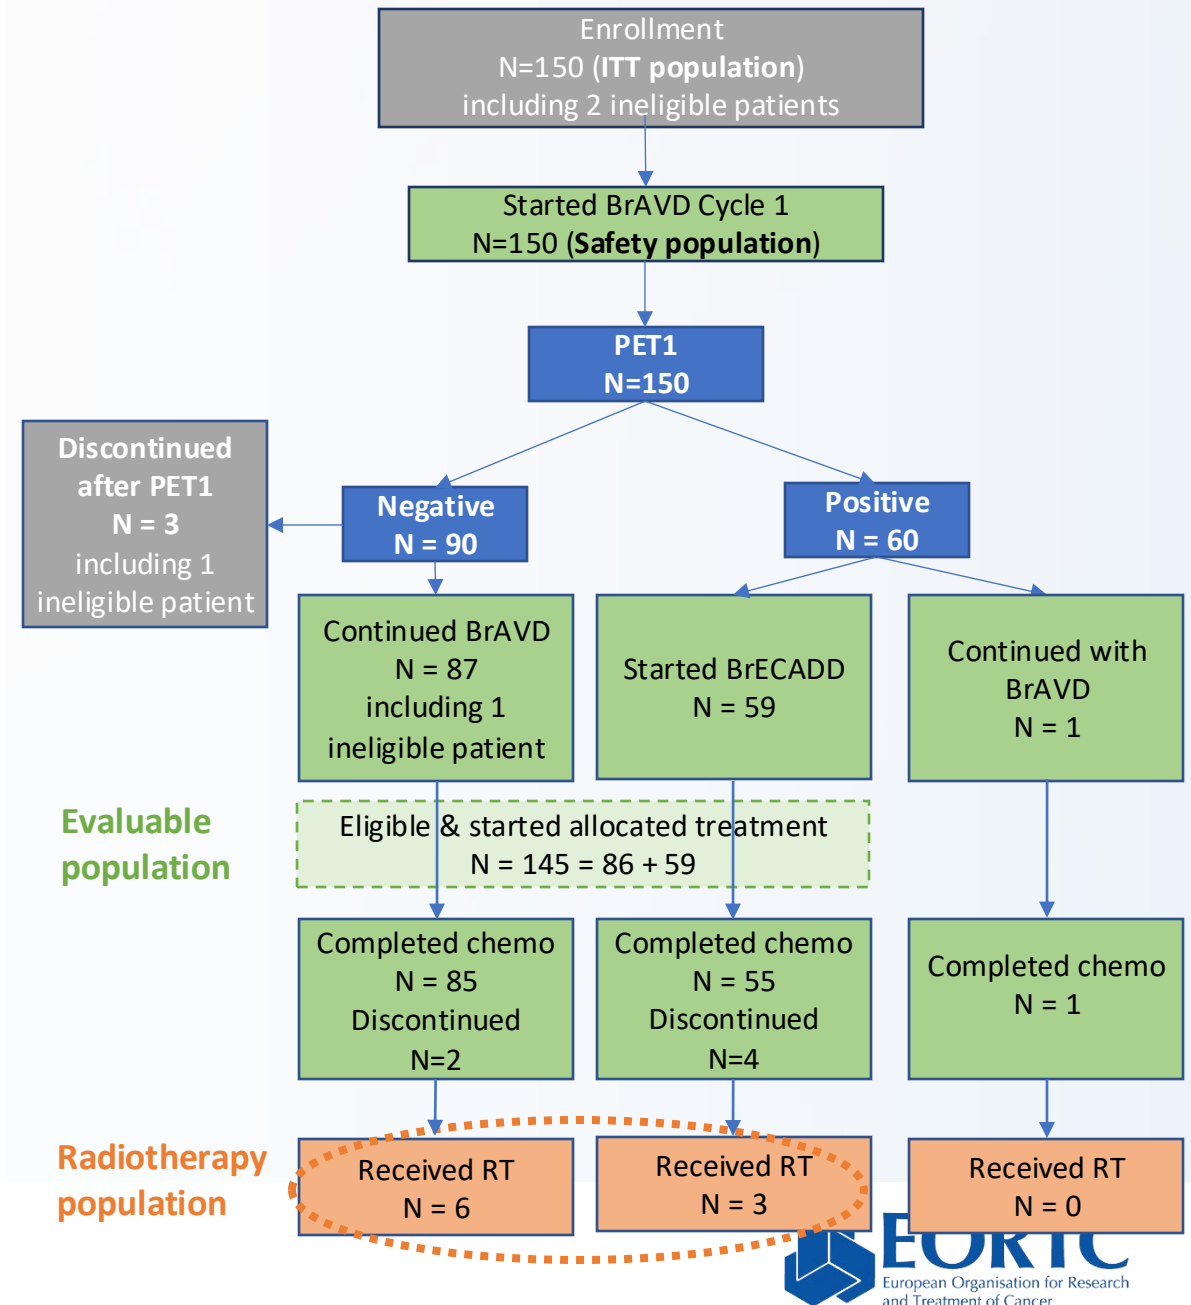 Enrollment
N=150 (ITT population)
including 2 ineligible patients
Started BrAVD Cycle 1
N=150 (Safety population)
PET1
N=150
Discontinued
after PET1
N = 3
including 1
ineligible patient
Negative
N = 90
Positive
N = 60
Continued BrAVD
N = 87
including 1
ineligible patient
Started BrECADD
N = 59
Continued with
BrAVD
N = 1
Evaluable
population
Eligible & started allocated treatment
N = 145 = 86 + 59
Completed chemo
N = 85
Discontinued
N=2
Completed chemo
N = 55
Discontinued
N=4
Completed chemo
N = 1
Radiotherapy
population
Received RT
N = 6
Received RT
N = 3
Received RT
N = 0
EORTC
European Organisation for Research
and Treatment of Cancer